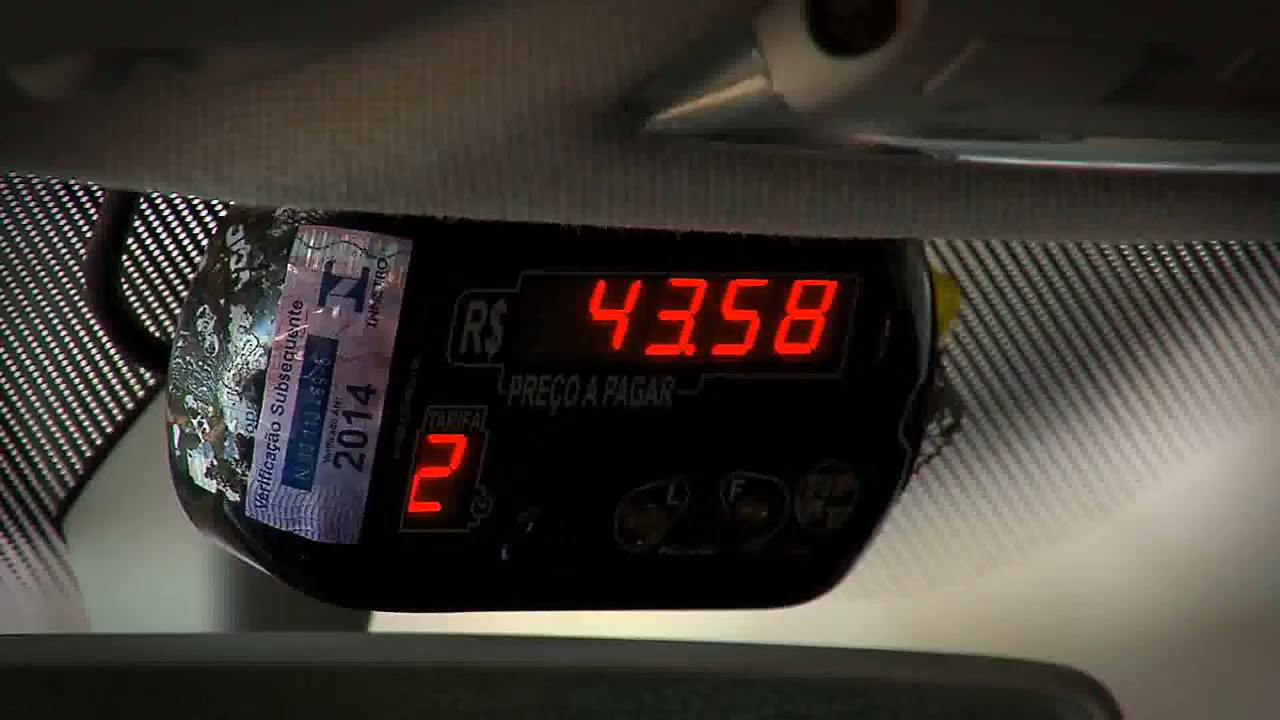 Verificação Subsequente
INMETRO
2014
R$ 43.58
PREÇO A PAGAR
TARIFA
2
L
F